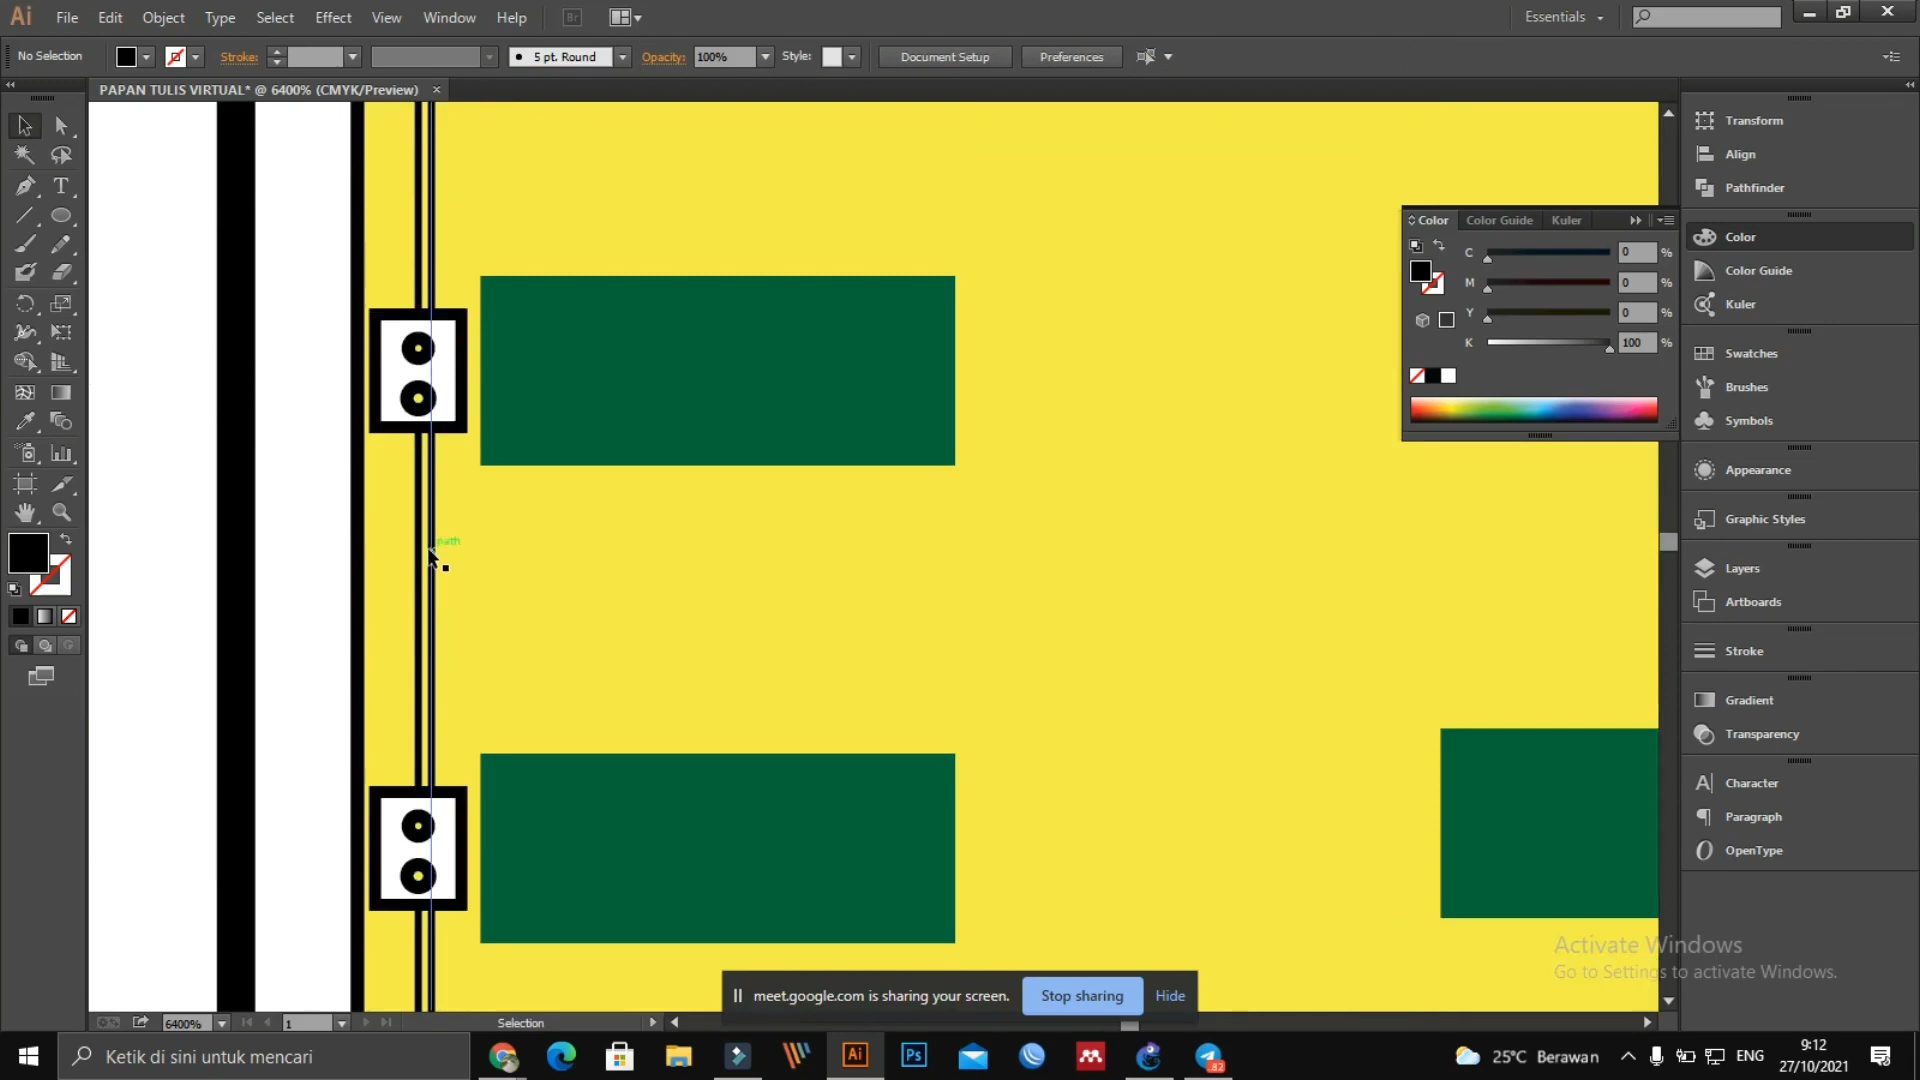 Ai File Edit Object Type Select Effect View Window Help Br Essentials
No Selection Stroke: 5 pt. Round Opacity: 100% Style: Document Setup Preferences
PAPAN TULIS VIRTUAL* @ 6400% (CMYK/Preview)
Transform
Align
Pathfinder
Color Color Guide Kuler
C 0 %
M 0 %
Y 0 %
K 100 %
Color
Color Guide
Kuler
Swatches
Brushes
Symbols
Appearance
Graphic Styles
path
Layers
Artboards
Stroke
Gradient
Transparency
Character
Paragraph
OpenType
Activate Windows
Go to Settings to activate Windows.
meet.google.com is sharing your screen. Stop sharing Hide
6400% 1 Selection
Ketik di sini untuk mencari
Ai Ps 82
25°C Berawan ENG
9:12
27/10/2021